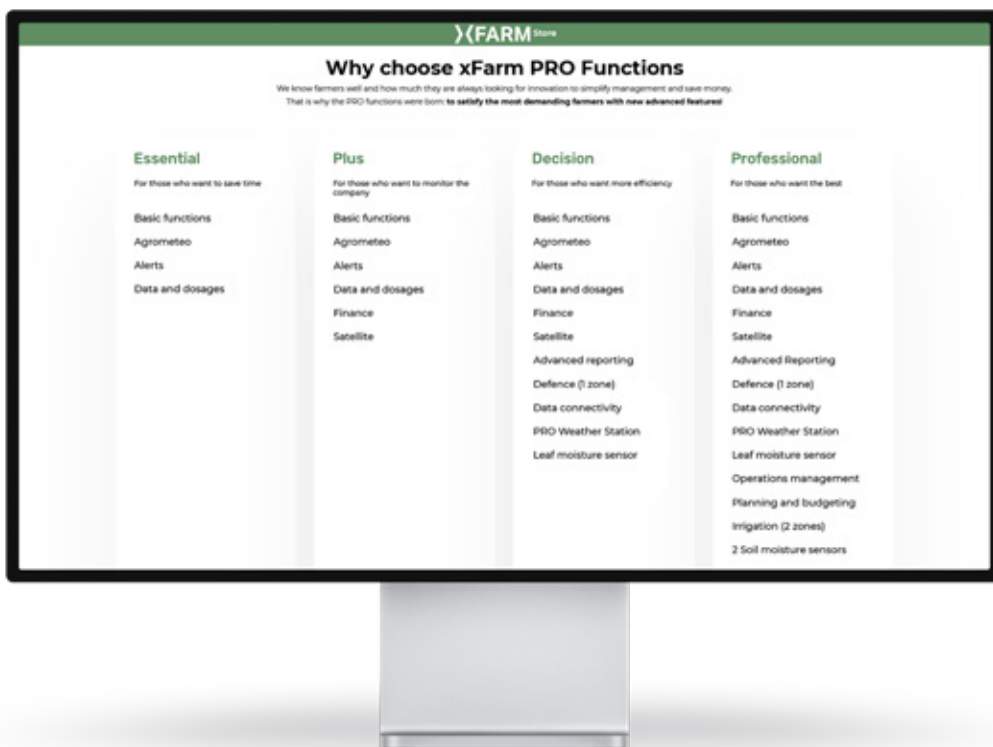 XFARM Store
Why choose xFarm PRO Functions
We know farmers well and how much they are always looking for innovation to simplify management and save money.
That is why the PRO functions were born: to satisfy the most demanding farmers with new advanced features!
Essential
For those who want to save time
Basic functions
Agrometeo
Alerts
Data and dosages
Plus
For those who want to monitor the
company
Basic functions
Agrometeo
Alerts
Data and dosages
Finance
Satellite
Decision
For those who want more efficiency
Basic functions
Agrometeo
Alerts
Data and dosages
Finance
Satellite
Advanced reporting
Defence (1 zone)
Data connectivity
PRO Weather Station
Leaf moisture sensor
Professional
For those who want the best
Basic functions
Agrometeo
Alerts
Data and dosages
Finance
Satellite
Advanced Reporting
Defence (1 zone)
Data connectivity
PRO Weather Station
Leaf moisture sensor
Operations management
Planning and budgeting
Irrigation (2 zones)
2 Soil moisture sensors